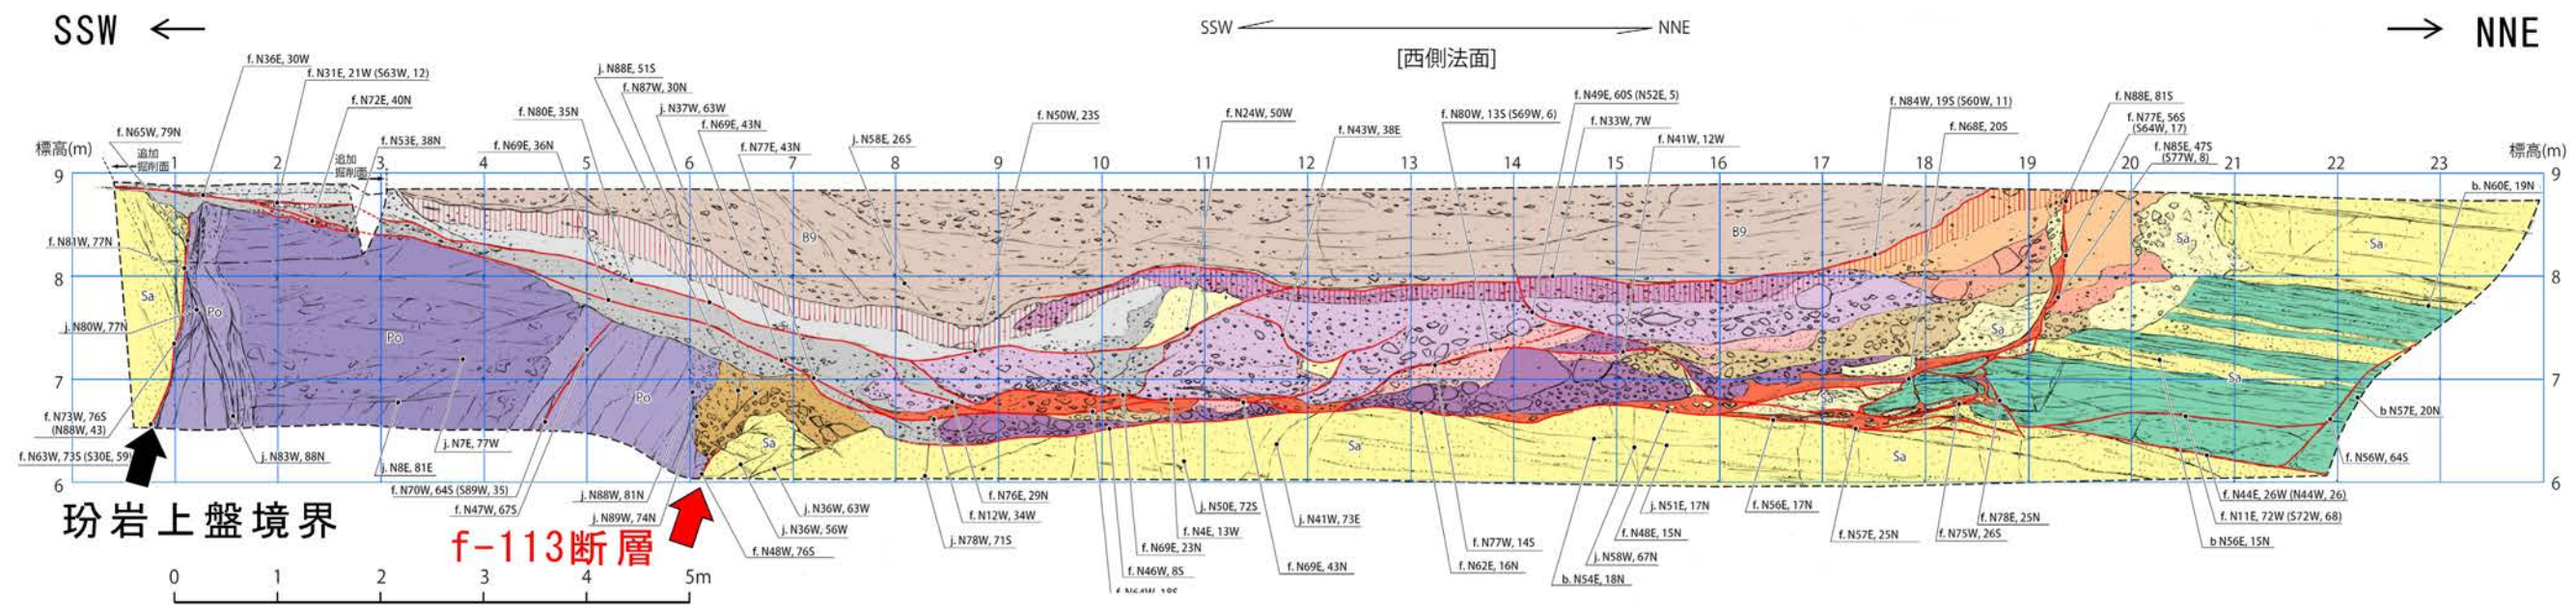 SSW
SSW NNE
NNE
[西側法面]
f. N36E, 30W
f. N31E, 21W (S63W, 12)
f. N72E, 40N
f. N65W, 79N
f. N53E, 38N
j. N88E, 51S
f. N87W, 30N
j. N37W, 63W
f. N80E, 35N
f. N69E, 43N
f. N69E, 36N
f. N77E, 43N
j. N58E, 26S
f. N50W, 23S
f. N24W, 50W
f. N43W, 38E
f. N80W, 13S (S69W, 6)
f. N49E, 60S (N52E, 5)
f. N33W, 7W
f. N41W, 12W
f. N84W, 19S (S60W, 11)
f. N68E, 20S
f. N88E, 81S
f. N77E, 56S
(S64W, 17)
f. N85E, 47S
(S77W, 8)
標高(m)
追加
掘削面
追加
掘削面
標高(m)
1 2 3 4 5 6 7 8 9 10 11 12 13 14 15 16 17 18 19 20 21 22 23
9
9
b. N60E, 19N
B9
B9
Sa
Sa
f. N81W, 77N
8
8
Sa
Po
j. N80W, 77N
Po
Sa
7
7
Po
Sa
Sa
b N57E, 20N
f. N73W, 76S
(N88W, 43)
Sa
Sa
Sa
f. N63W, 73S (S30E, 59)
j. N83W, 88N
j. N8E, 81E
j. N7E, 77W
f. N56W, 64S
6
6
f. N70W, 64S (S89W, 35)
f. N47W, 67S
j. N88W, 81N
j. N89W, 74N
j. N36W, 63W
j. N36W, 56W
f. N48W, 76S
f. N76E, 29N
f. N12W, 34W
j. N78W, 71S
j. N50E, 72S
f. N4E, 13W
f. N69E, 23N
f. N46W, 8S
j. N41W, 73E
f. N69E, 43N
f. N77W, 14S
f. N62E, 16N
j. N51E, 17N
f. N48E, 15N
j. N58W, 67N
b. N54E, 18N
f. N56E, 17N
f. N57E, 25N
f. N78E, 25N
f. N75W, 26S
f. N44E, 26W (N44W, 26)
f. N11E, 72W (S72W, 68)
b N56E, 15N
玢岩上盤境界
f-113断層
0 1 2 3 4 5m